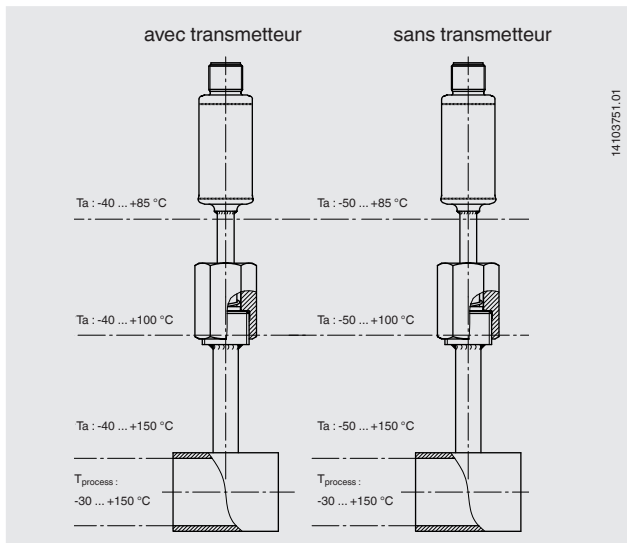 avec transmetteur
sans transmetteur
14103751.01
Ta : -40 ... +85 °C
Ta : -50 ... +85 °C
Ta : -40 ... +100 °C
Ta : -50 ... +100 °C
Ta : -40 ... +150 °C
Ta : -50 ... +150 °C
Tprocess :
-30 ... +150 °C
Tprocess :
-30 ... +150 °C